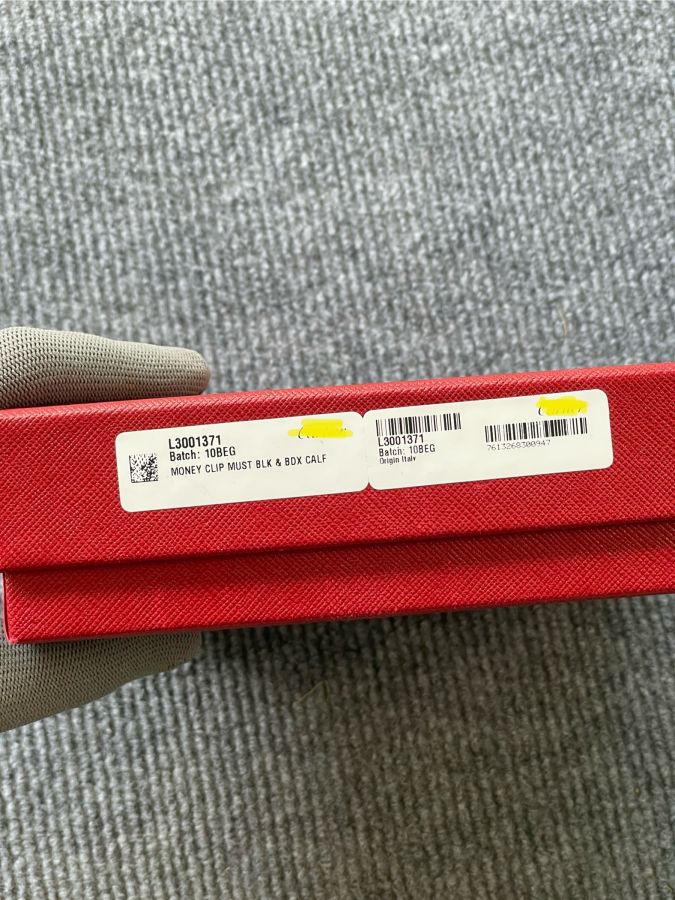 L3001371
Batch: 10BEG
MONEY CLIP MUST BLK & BDX CALF
L3001371
Batch: 10BEG
Origin Italy
7613268300947